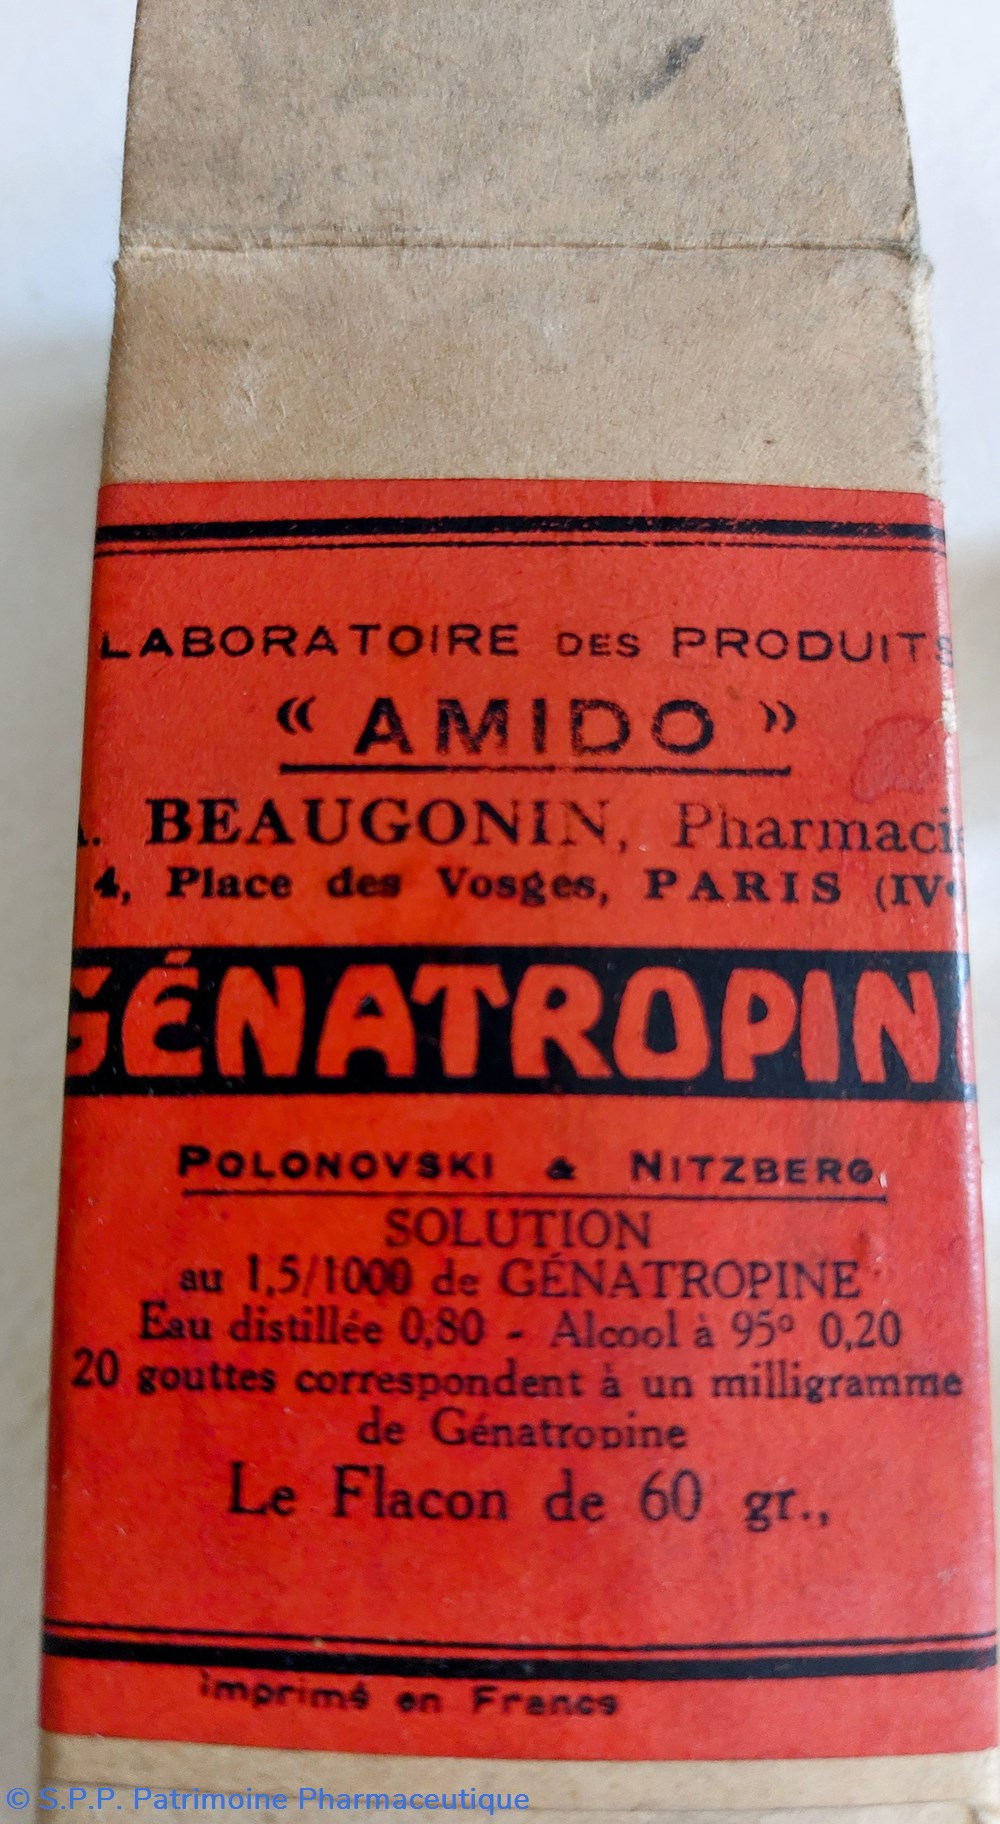 LABORATOIRE DES PRODUITS
« AMIDO »
. BEAUGONIN, Pharmacie
4, Place des Vosges, PARIS (IVe
GÉNATROPIN
POLONOVSKI & NITZBERG
SOLUTION
au 1,5/1000 de GÉNATROPINE
Eau distillée 0,80 - Alcool à 95° 0,20
20 gouttes correspondent à un milligramme
de Génatropine
Le Flacon de 60 gr.,
imprimé en France
© S.P.P. Patrimoine Pharmaceutique